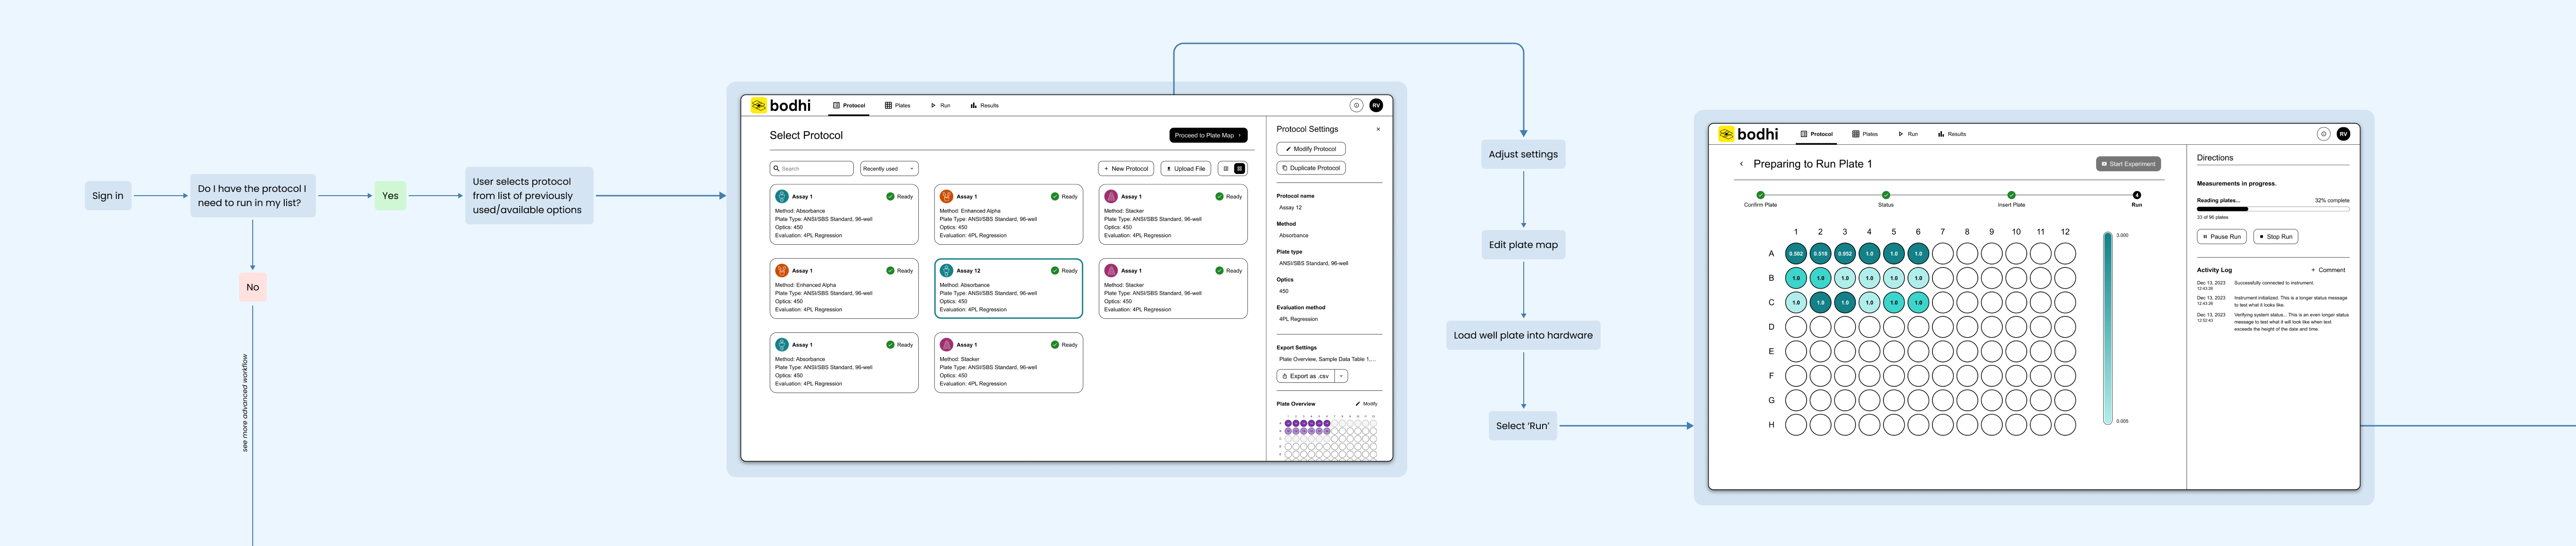 Sign in
Do I have the protocol I
need to run in my list?
Yes
User selects protocol
from list of previously
used/available options
No
see more advanced workflow
bodhi
Protocol
Plates
Run
Results
RV
Select Protocol
Proceed to Plate Map
Search
Recently used
New Protocol
Upload File
Assay 1
Ready
Method: Absorbance
Plate Type: ANSI/SBS Standard, 96-well
Optics: 450
Evaluation: 4PL Regression
Assay 1
Ready
Method: Enhanced Alpha
Plate Type: ANSI/SBS Standard, 96-well
Optics: 450
Evaluation: 4PL Regression
Assay 1
Ready
Method: Stacker
Plate Type: ANSI/SBS Standard, 96-well
Optics: 450
Evaluation: 4PL Regression
Assay 1
Ready
Method: Enhanced Alpha
Plate Type: ANSI/SBS Standard, 96-well
Optics: 450
Evaluation: 4PL Regression
Assay 12
Ready
Method: Absorbance
Plate Type: ANSI/SBS Standard, 96-well
Optics: 450
Evaluation: 4PL Regression
Assay 1
Ready
Method: Stacker
Plate Type: ANSI/SBS Standard, 96-well
Optics: 450
Evaluation: 4PL Regression
Assay 1
Ready
Method: Absorbance
Plate Type: ANSI/SBS Standard, 96-well
Optics: 450
Evaluation: 4PL Regression
Assay 1
Ready
Method: Stacker
Plate Type: ANSI/SBS Standard, 96-well
Optics: 450
Evaluation: 4PL Regression
Protocol Settings
Modify Protocol
Duplicate Protocol
Protocol name
Assay 12
Method
Absorbance
Plate type
ANSI/SBS Standard, 96-well
Optics
450
Evaluation method
4PL Regression
Export Settings
Plate Overview, Sample Data Table 1,...
Export as .csv
Plate Overview
Modify
Adjust settings
Edit plate map
Load well plate into hardware
Select ‘Run’
bodhi
Protocol
Plates
Run
Results
RV
Preparing to Run Plate 1
Start Experiment
4
Confirm Plate
Status
Insert Plate
Run
1 2 3 4 5 6 7 8 9 10 11 12
A 0.502 0.518 0.952 1.0 1.0 1.0
B 1.0 1.0 1.0 1.0 1.0 1.0
C 1.0 1.0 1.0 1.0 1.0 1.0
D
E
F
G
H
3.000
0.005
Directions
Measurements in progress.
Reading plates...
32% complete
33 of 96 plates
Pause Run
Stop Run
Activity Log
+ Comment
Dec 13, 2023
12:43:26
Successfully connected to instrument.
Dec 13, 2023
12:43:26
Instrument initialized. This is a longer status message
to test what it looks like.
Dec 13, 2023
12:52:43
Verifying system status... This is an even longer status
message to test what it will look like when text
exceeds the height of the date and time.